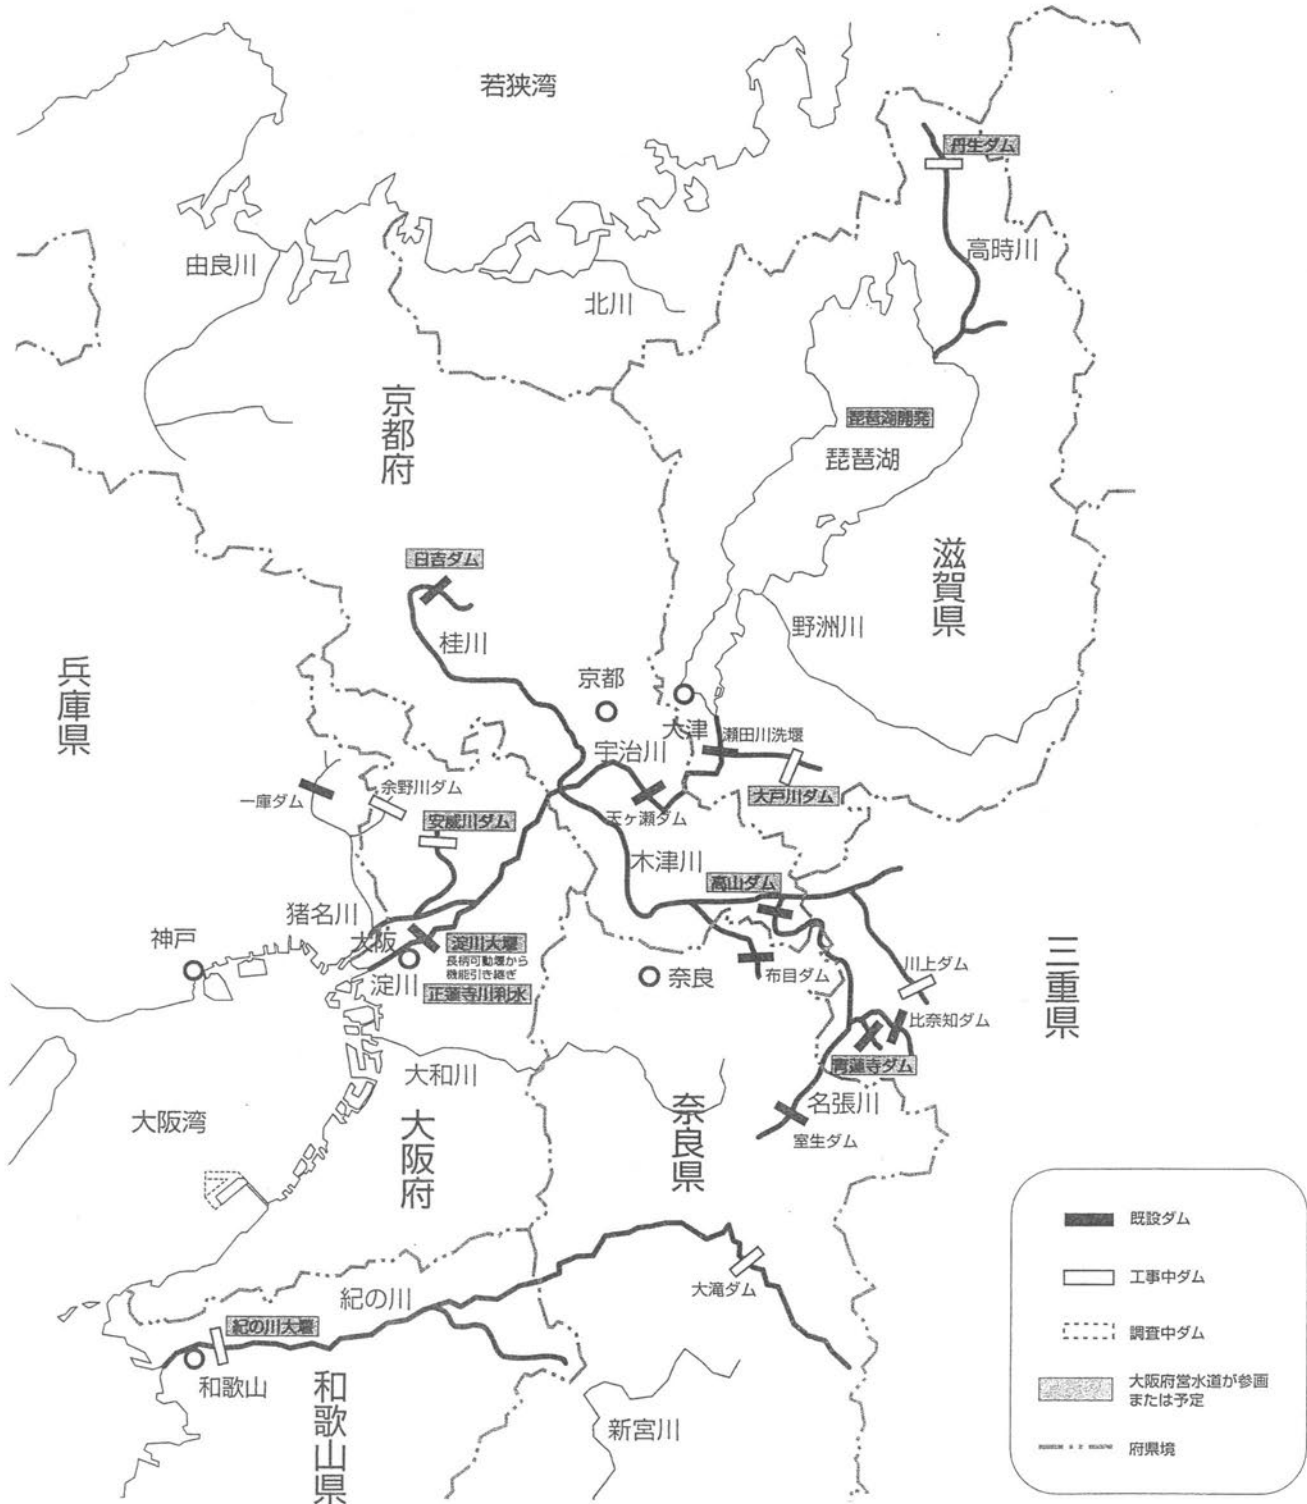 若狭湾
丹生ダム
高時川
由良川
北川
京都府
琵琶湖開発
琵琶湖
滋賀県
日吉ダム
桂川
野洲川
兵庫県
京都
大津
瀬田川洗堰
宇治川
一庫ダム
余野川ダム
大戸川ダム
安威川ダム
天ヶ瀬ダム
木津川
高山ダム
猪名川
神戸
大阪
淀川大堰
長柄可動堰から
機能引き継ぎ
淀川
正蓮寺川利水
奈良
布目ダム
川上ダム
三重県
比奈知ダム
青蓮寺ダム
大和川
名張川
大阪湾
大阪府
奈良県
室生ダム
紀の川
大滝ダム
紀の川大堰
和歌山
和歌山県
新宮川
既設ダム
工事中ダム
調査中ダム
大阪府営水道が参画
または予定
府県境